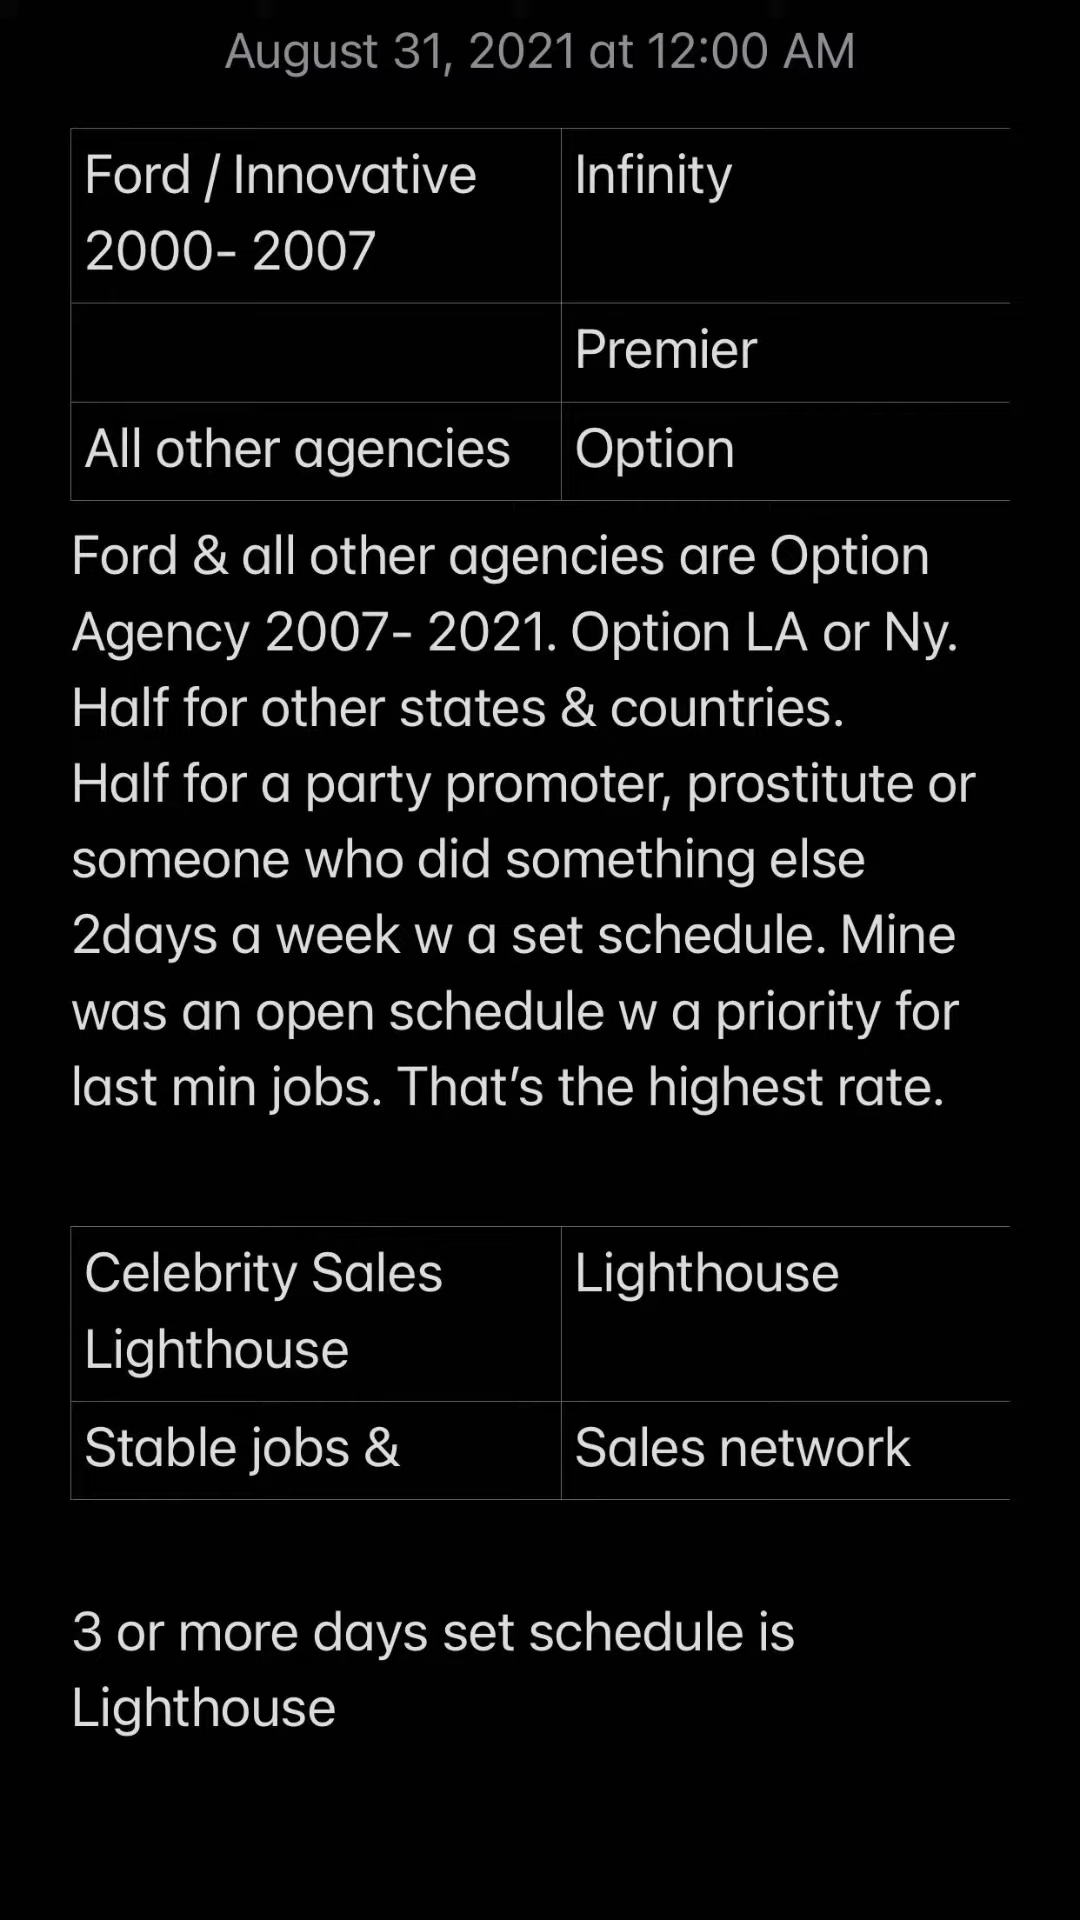 August 31, 2021 at 12:00 AM
Ford / Innovative
2000- 2007
Infinity
Premier
All other agencies
Option
Ford & all other agencies are Option
Agency 2007- 2021. Option LA or Ny.
Half for other states & countries.
Half for a party promoter, prostitute or
someone who did something else
2days a week w a set schedule. Mine
was an open schedule w a priority for
last min jobs. That’s the highest rate.
Celebrity Sales
Lighthouse
Lighthouse
Stable jobs &
Sales network
3 or more days set schedule is
Lighthouse